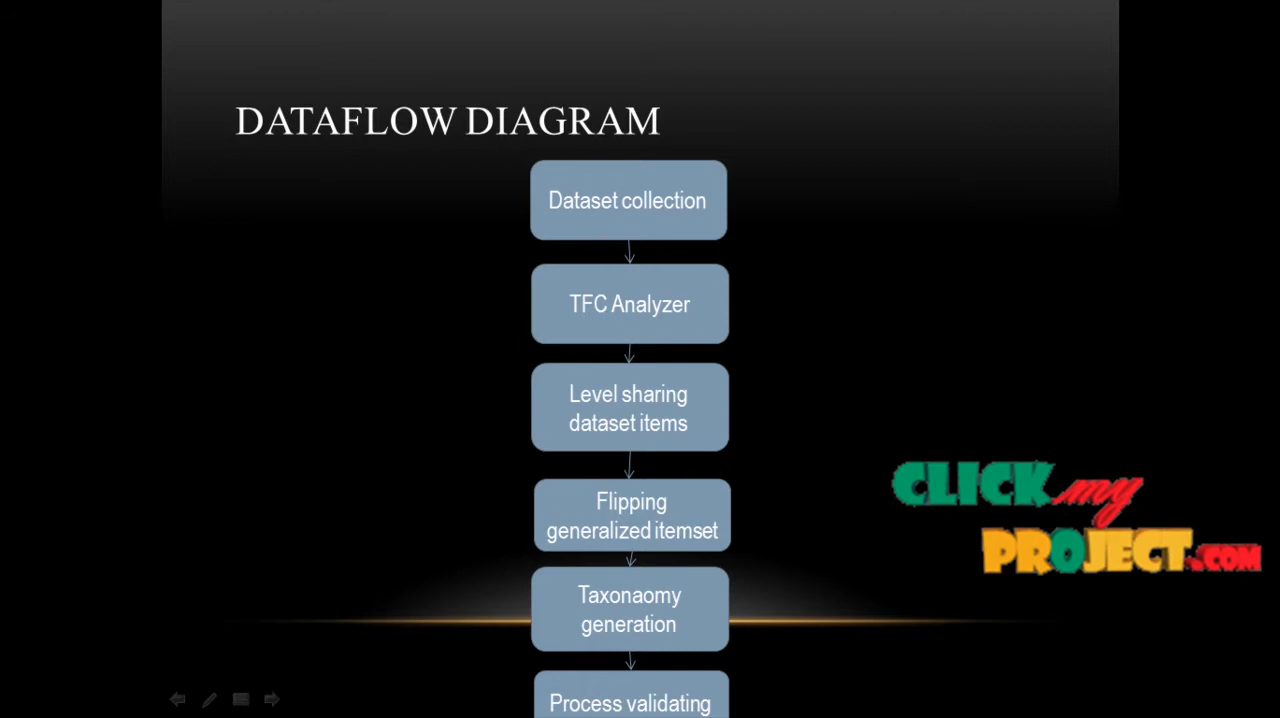 DATAFLOW DIAGRAM
Dataset collection
TFC Analyzer
Level sharing
dataset items
Flipping
generalized itemset
Taxonaomy
generation
Process validating
CLICK my
PROJECT.COM